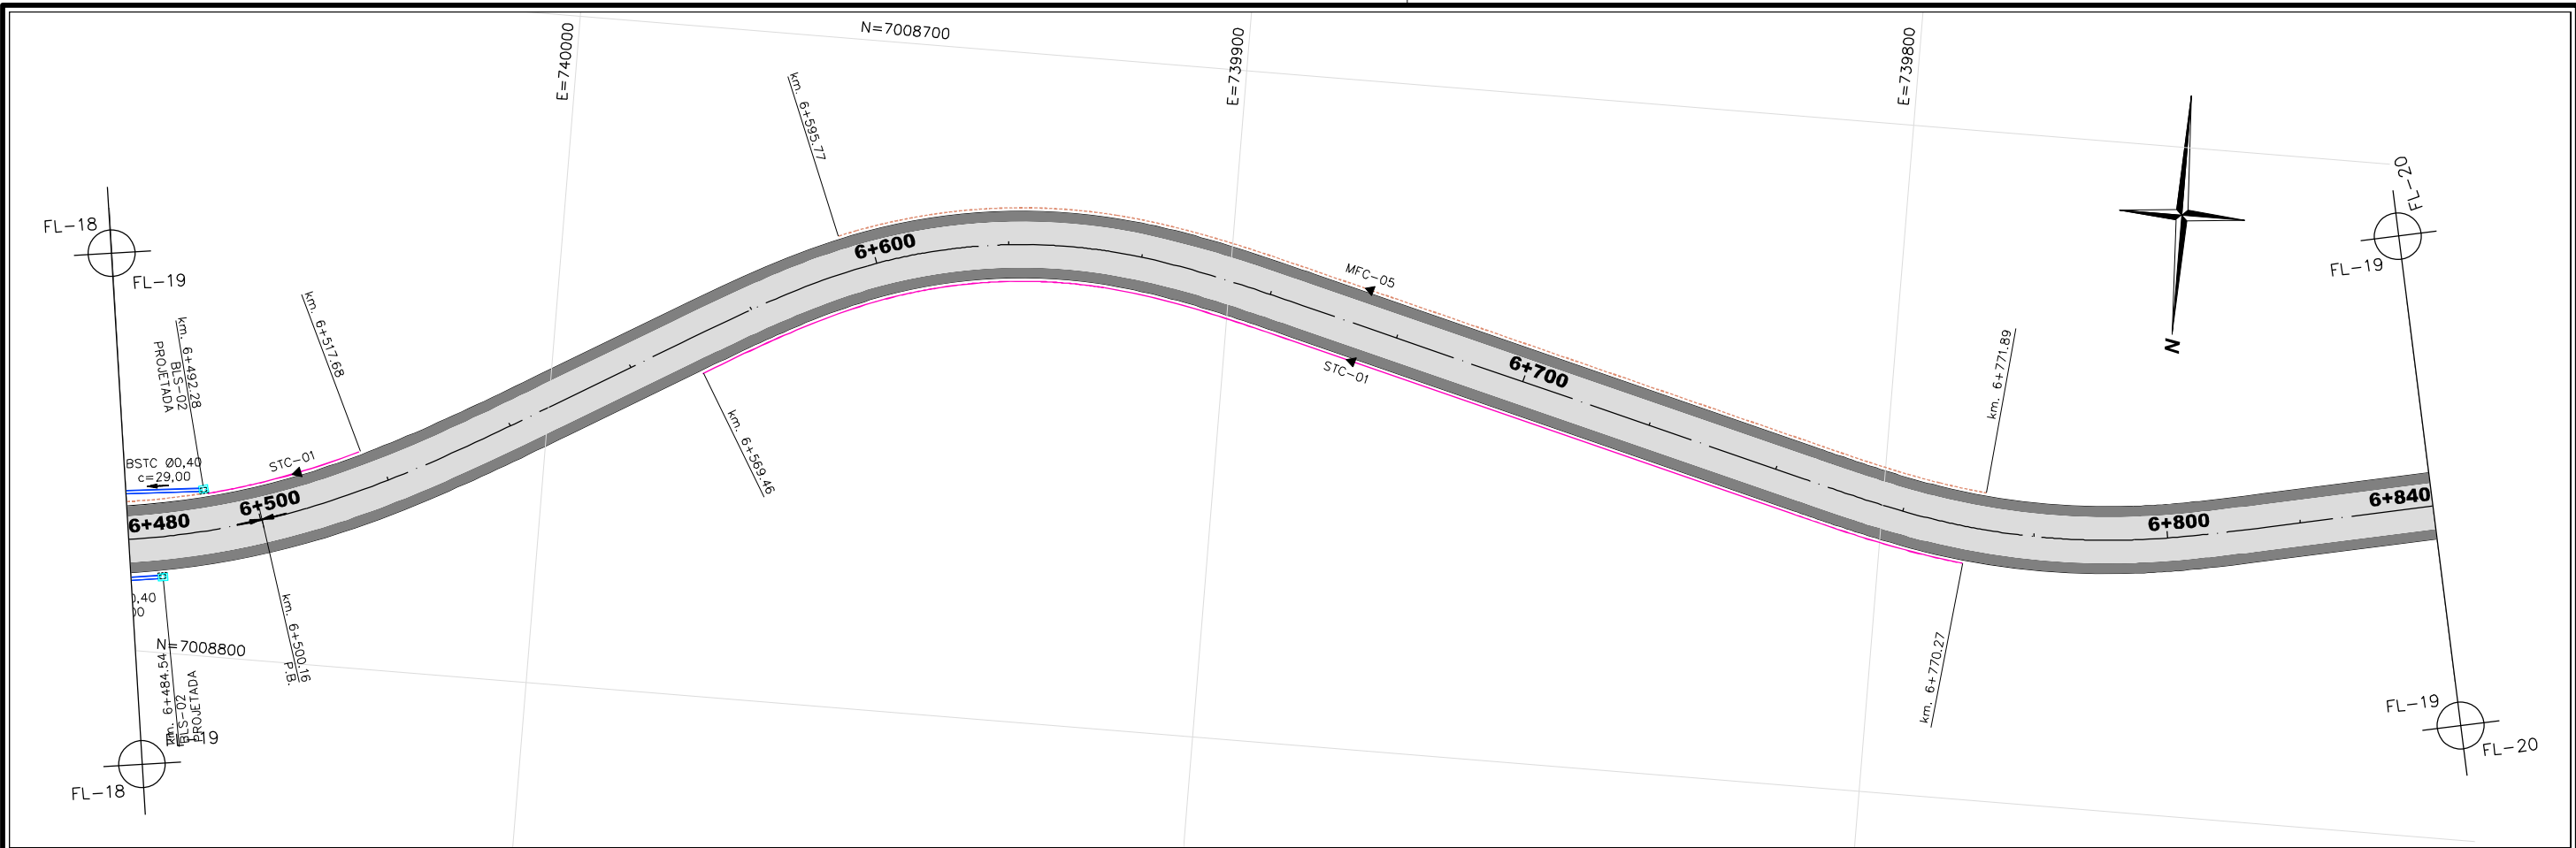 N=7008700
E=740000
E=739900
E=739800
km. 6+595.77
FL-20
FL-19
FL-18
FL-19
km. 6+517.68
km. 6+492.28
BLS-02
PROJETADA
6+600
MFC-05
STC-01
6+700
km. 6+771.89
N
BSTC Ø0,40
c=29,00
STC-01
6+480
6+500
km. 6+569.46
6+800
6+840
,40
00
km. 6+500.16
P.B.
N=7008800
km. 6+484.54
BLS-02
PROJETADA
km. 6+770.27
-19
FL-18
FL-19
FL-20